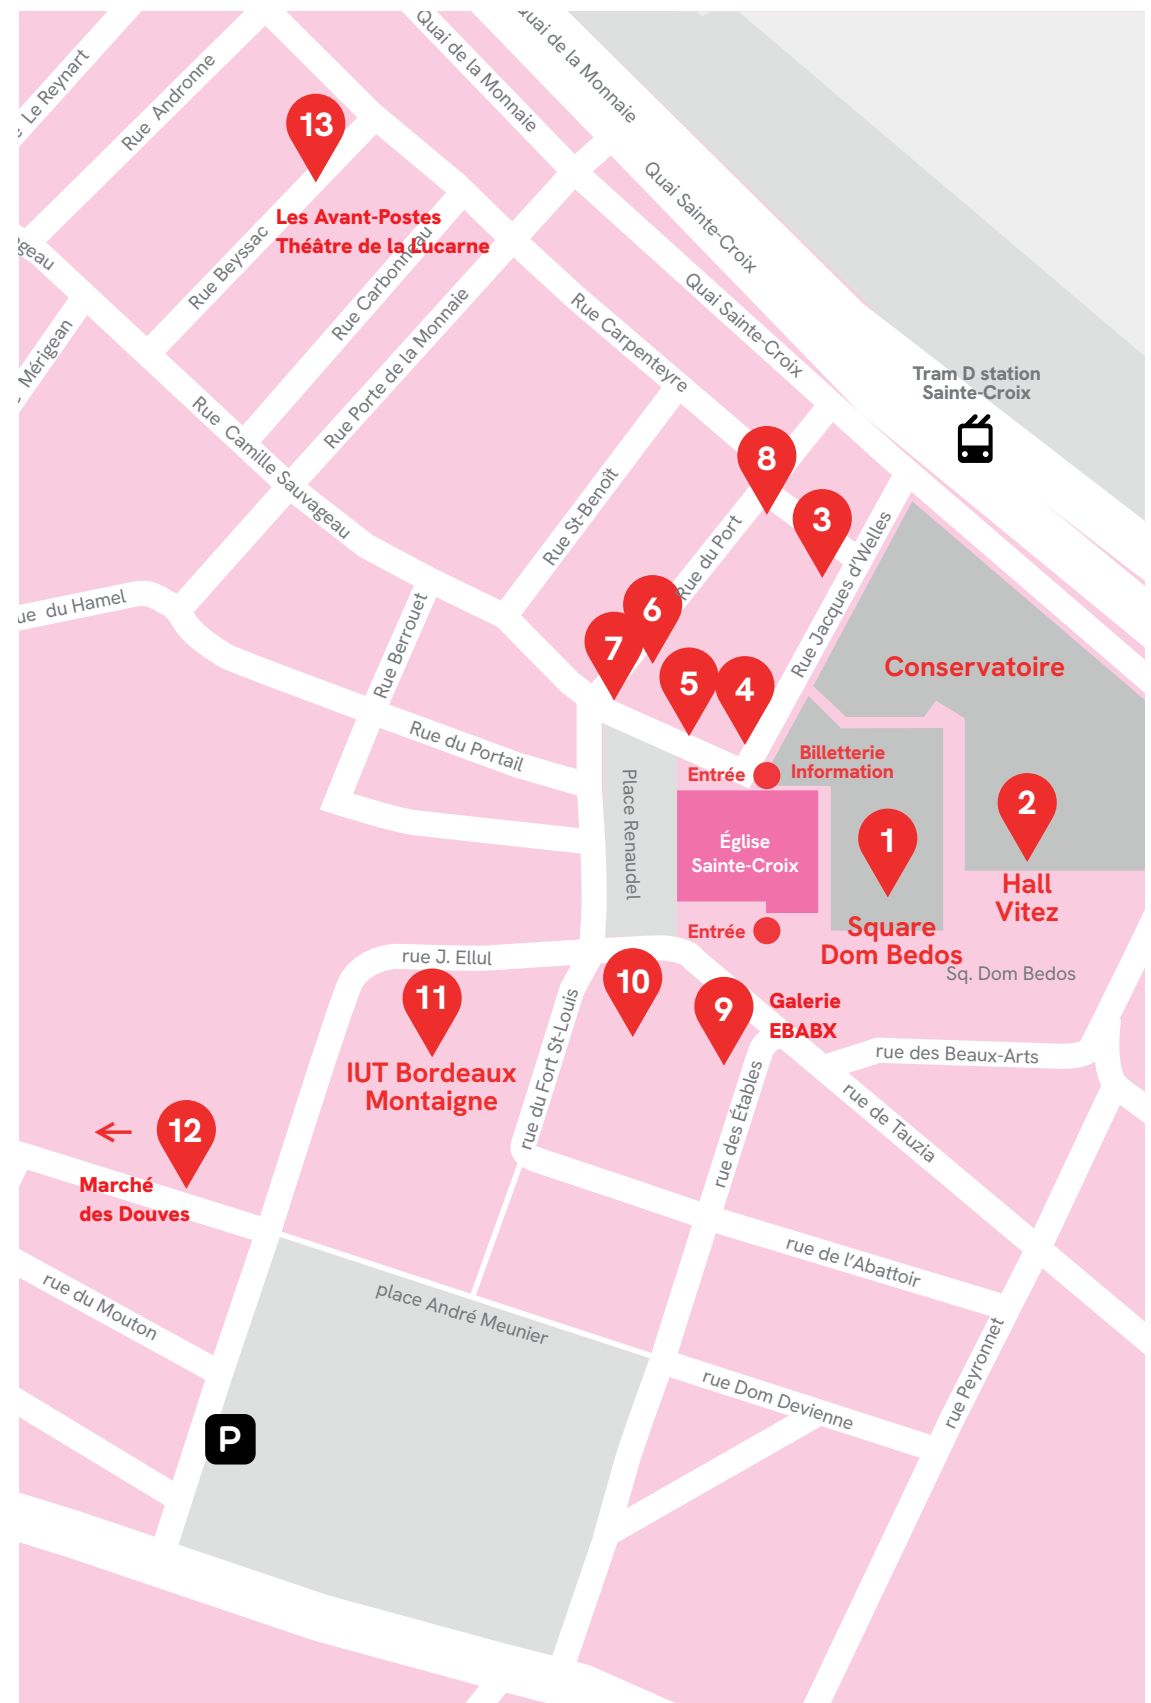 Le Reynart
Rue Andronne
Quai de la Monnaie
Quai de la Monnaie
13
Les Avant-Postes
Théâtre de la Lucarne
Quai Sainte-Croix
Quai Sainte-Croix
geau
Rue Beyssac
Rue Carbonneau
Rue Porte de la Monnaie
Rue Carpenteyre
Mérigean
Tram D station
Sainte-Croix
Rue Camille Sauvageau
8
3
Rue St-Benoît
Rue du Port
Rue Jacques d'Welles
ue du Hamel
Rue Berrouet
6
7
5
4
Conservatoire
Rue du Portail
Place Renaudel
Entrée
Billetterie
Information
2
1
Église
Sainte-Croix
Hall
Vitez
Entrée
Square
Dom Bedos
Sq. Dom Bedos
rue J. Ellul
11
10
9
Galerie
EBABX
IUT Bordeaux
Montaigne
rue du Fort St-Louis
rue des Beaux-Arts
rue des Étables
rue de Tauzia
12
Marché
des Douves
rue du Mouton
place André Meunier
rue de l'Abattoir
rue Dom Devienne
rue Peyronnet
P